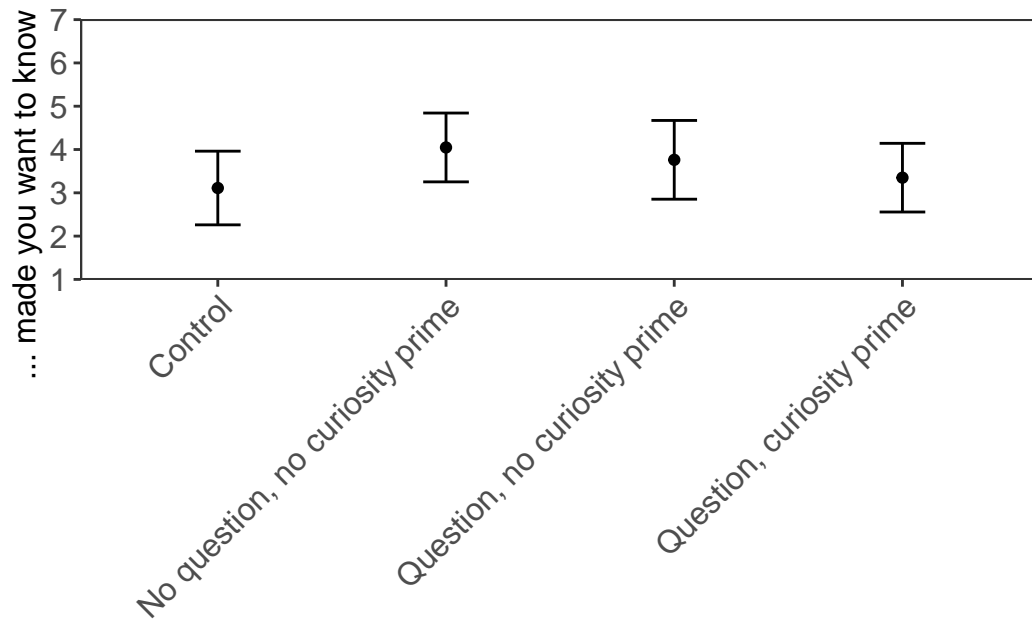 ... made you want to know
7
6
5
4
3
2
1
Control
No question, no curiosity prime
Question, no curiosity prime
Question, curiosity prime